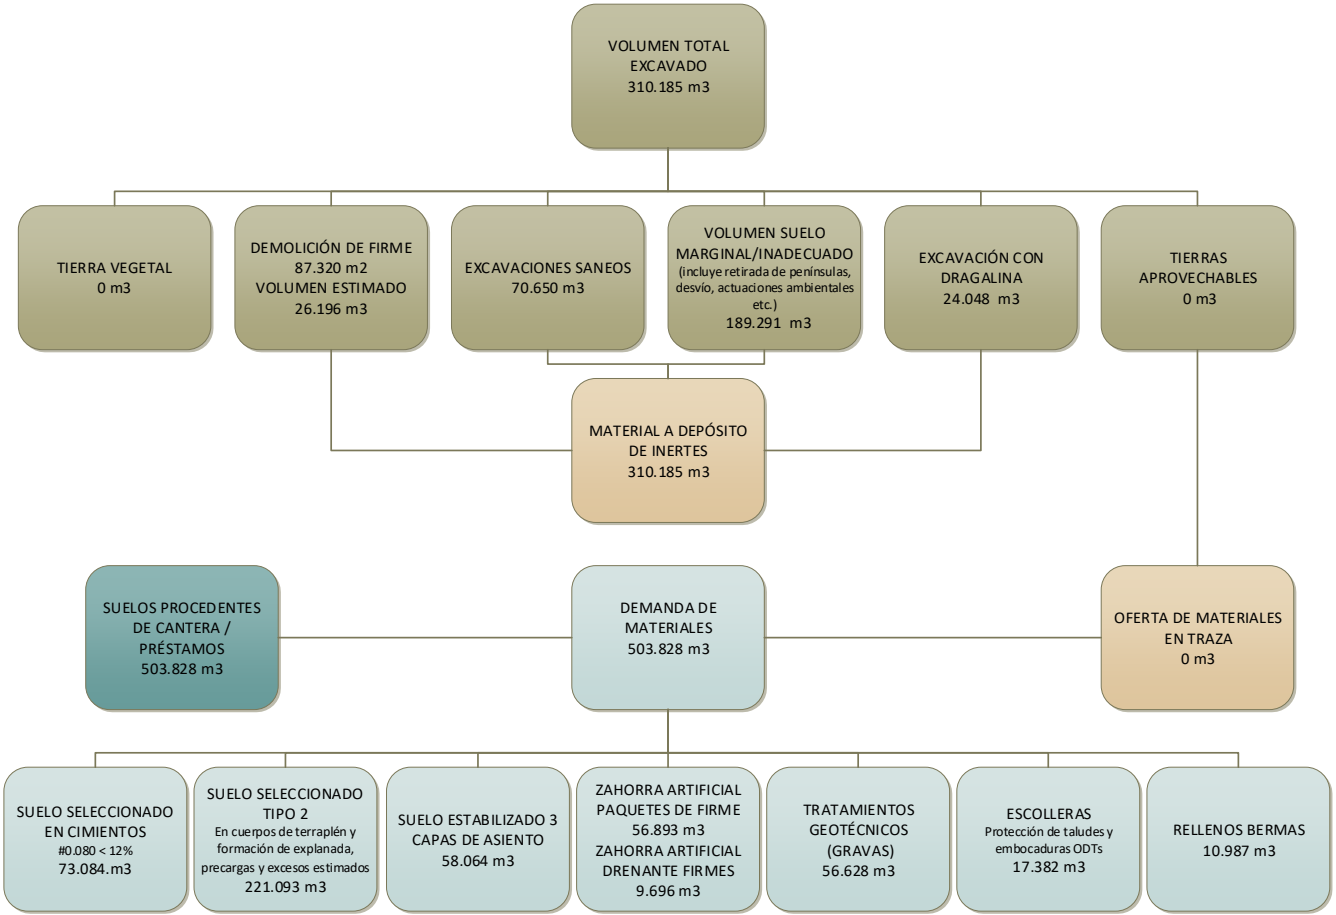 VOLUMEN TOTAL
EXCAVADO
310.185 m3
TIERRA VEGETAL
0 m3
DEMOLICIÓN DE FIRME
87.320 m2
VOLUMEN ESTIMADO
26.196 m3
EXCAVACIONES SANEOS
70.650 m3
VOLUMEN SUELO
MARGINAL/INADECUADO
(incluye retirada de penínsulas,
desvío, actuaciones ambientales
etc.)
189.291 m3
EXCAVACIÓN CON
DRAGALINA
24.048 m3
TIERRAS
APROVECHABLES
0 m3
MATERIAL A DEPÓSITO
DE INERTES
310.185 m3
SUELOS PROCEDENTES
DE CANTERA /
PRÉSTAMOS
503.828 m3
DEMANDA DE
MATERIALES
503.828 m3
OFERTA DE MATERIALES
EN TRAZA
0 m3
SUELO SELECCIONADO
EN CIMIENTOS
#0.080 < 12%
73.084.m3
SUELO SELECCIONADO
TIPO 2
En cuerpos de terraplén y
formación de explanada,
precargas y excesos estimados
221.093 m3
SUELO ESTABILIZADO 3
CAPAS DE ASIENTO
58.064 m3
ZAHORRA ARTIFICIAL
PAQUETES DE FIRME
56.893 m3
ZAHORRA ARTIFICIAL
DRENANTE FIRMES
9.696 m3
TRATAMIENTOS
GEOTÉCNICOS
(GRAVAS)
56.628 m3
ESCOLLERAS
Protección de taludes y
embocaduras ODTs
17.382 m3
RELLENOS BERMAS
10.987 m3